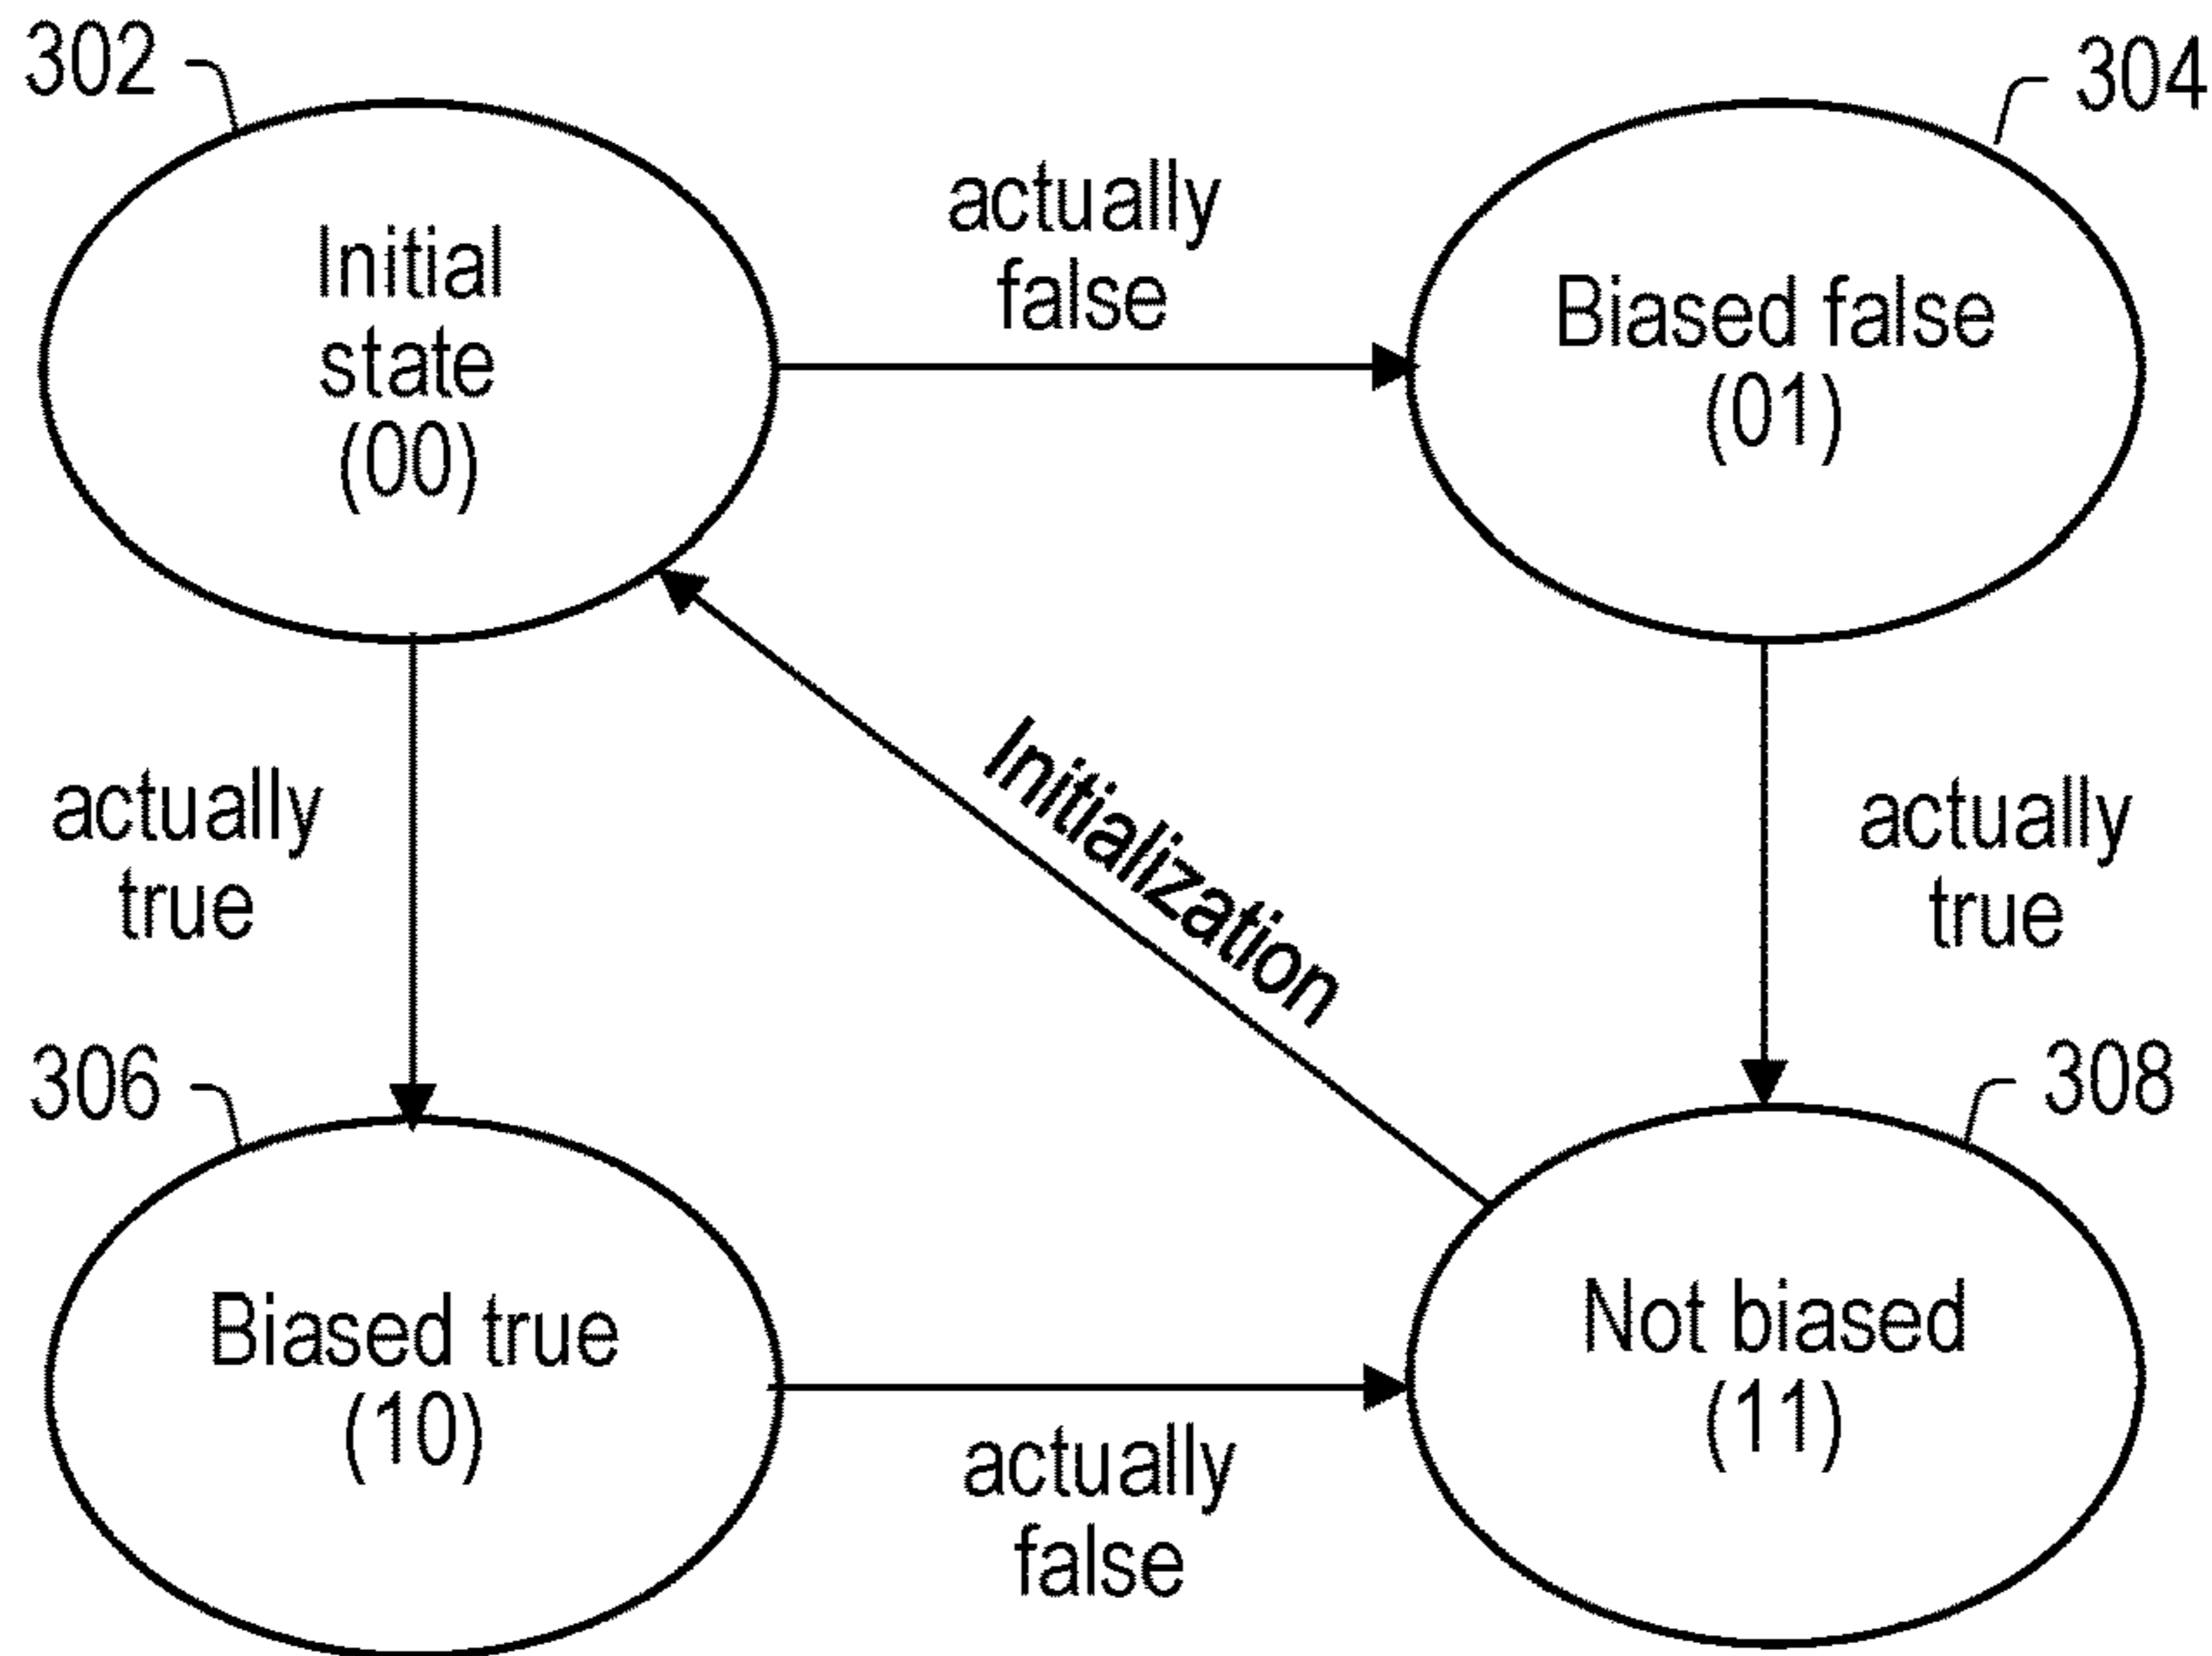 302
304
Initial
state
(00)
actually
false
Biased false
(01)
actually
true
Initialization
actually
true
306
308
Biased true
(10)
actually
false
Not biased
(11)